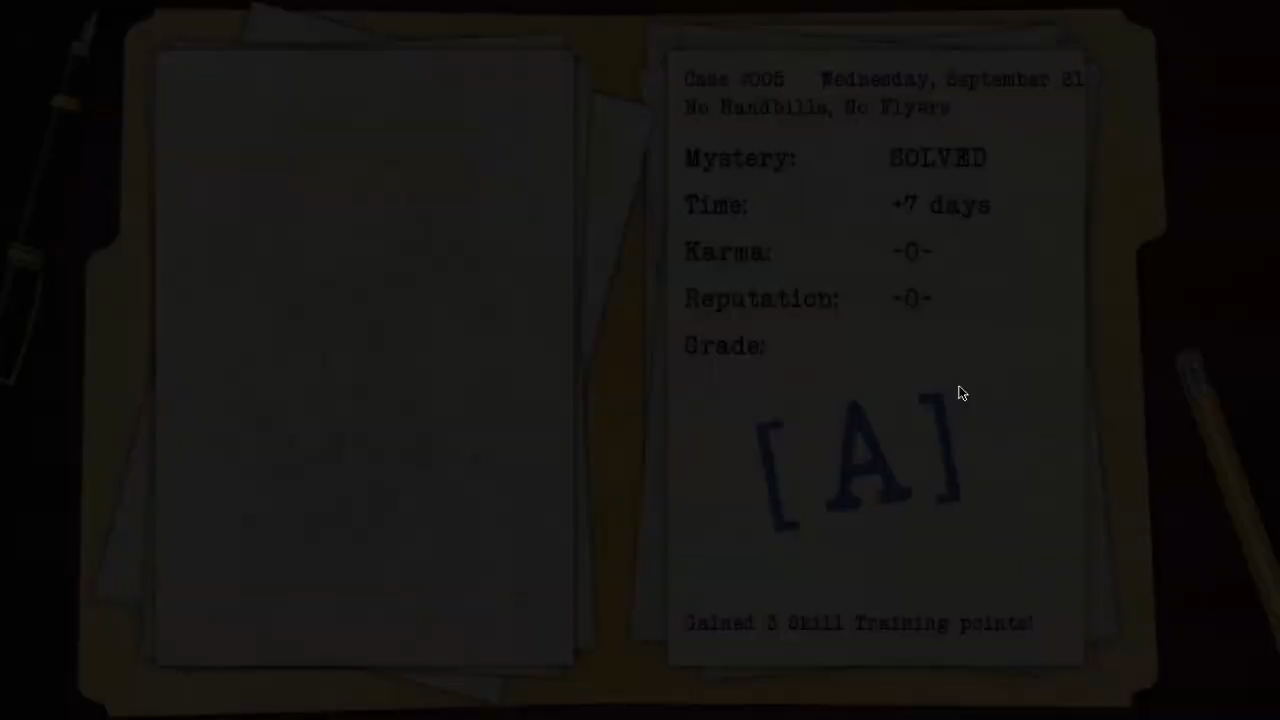 Case #005 Wednesday, September 21
No Handbills, No Flyers
Mystery: SOLVED
Time: +7 days
Karma: -0-
Reputation: -0-
Grade:
[A]
Gained 3 Skill Training points!